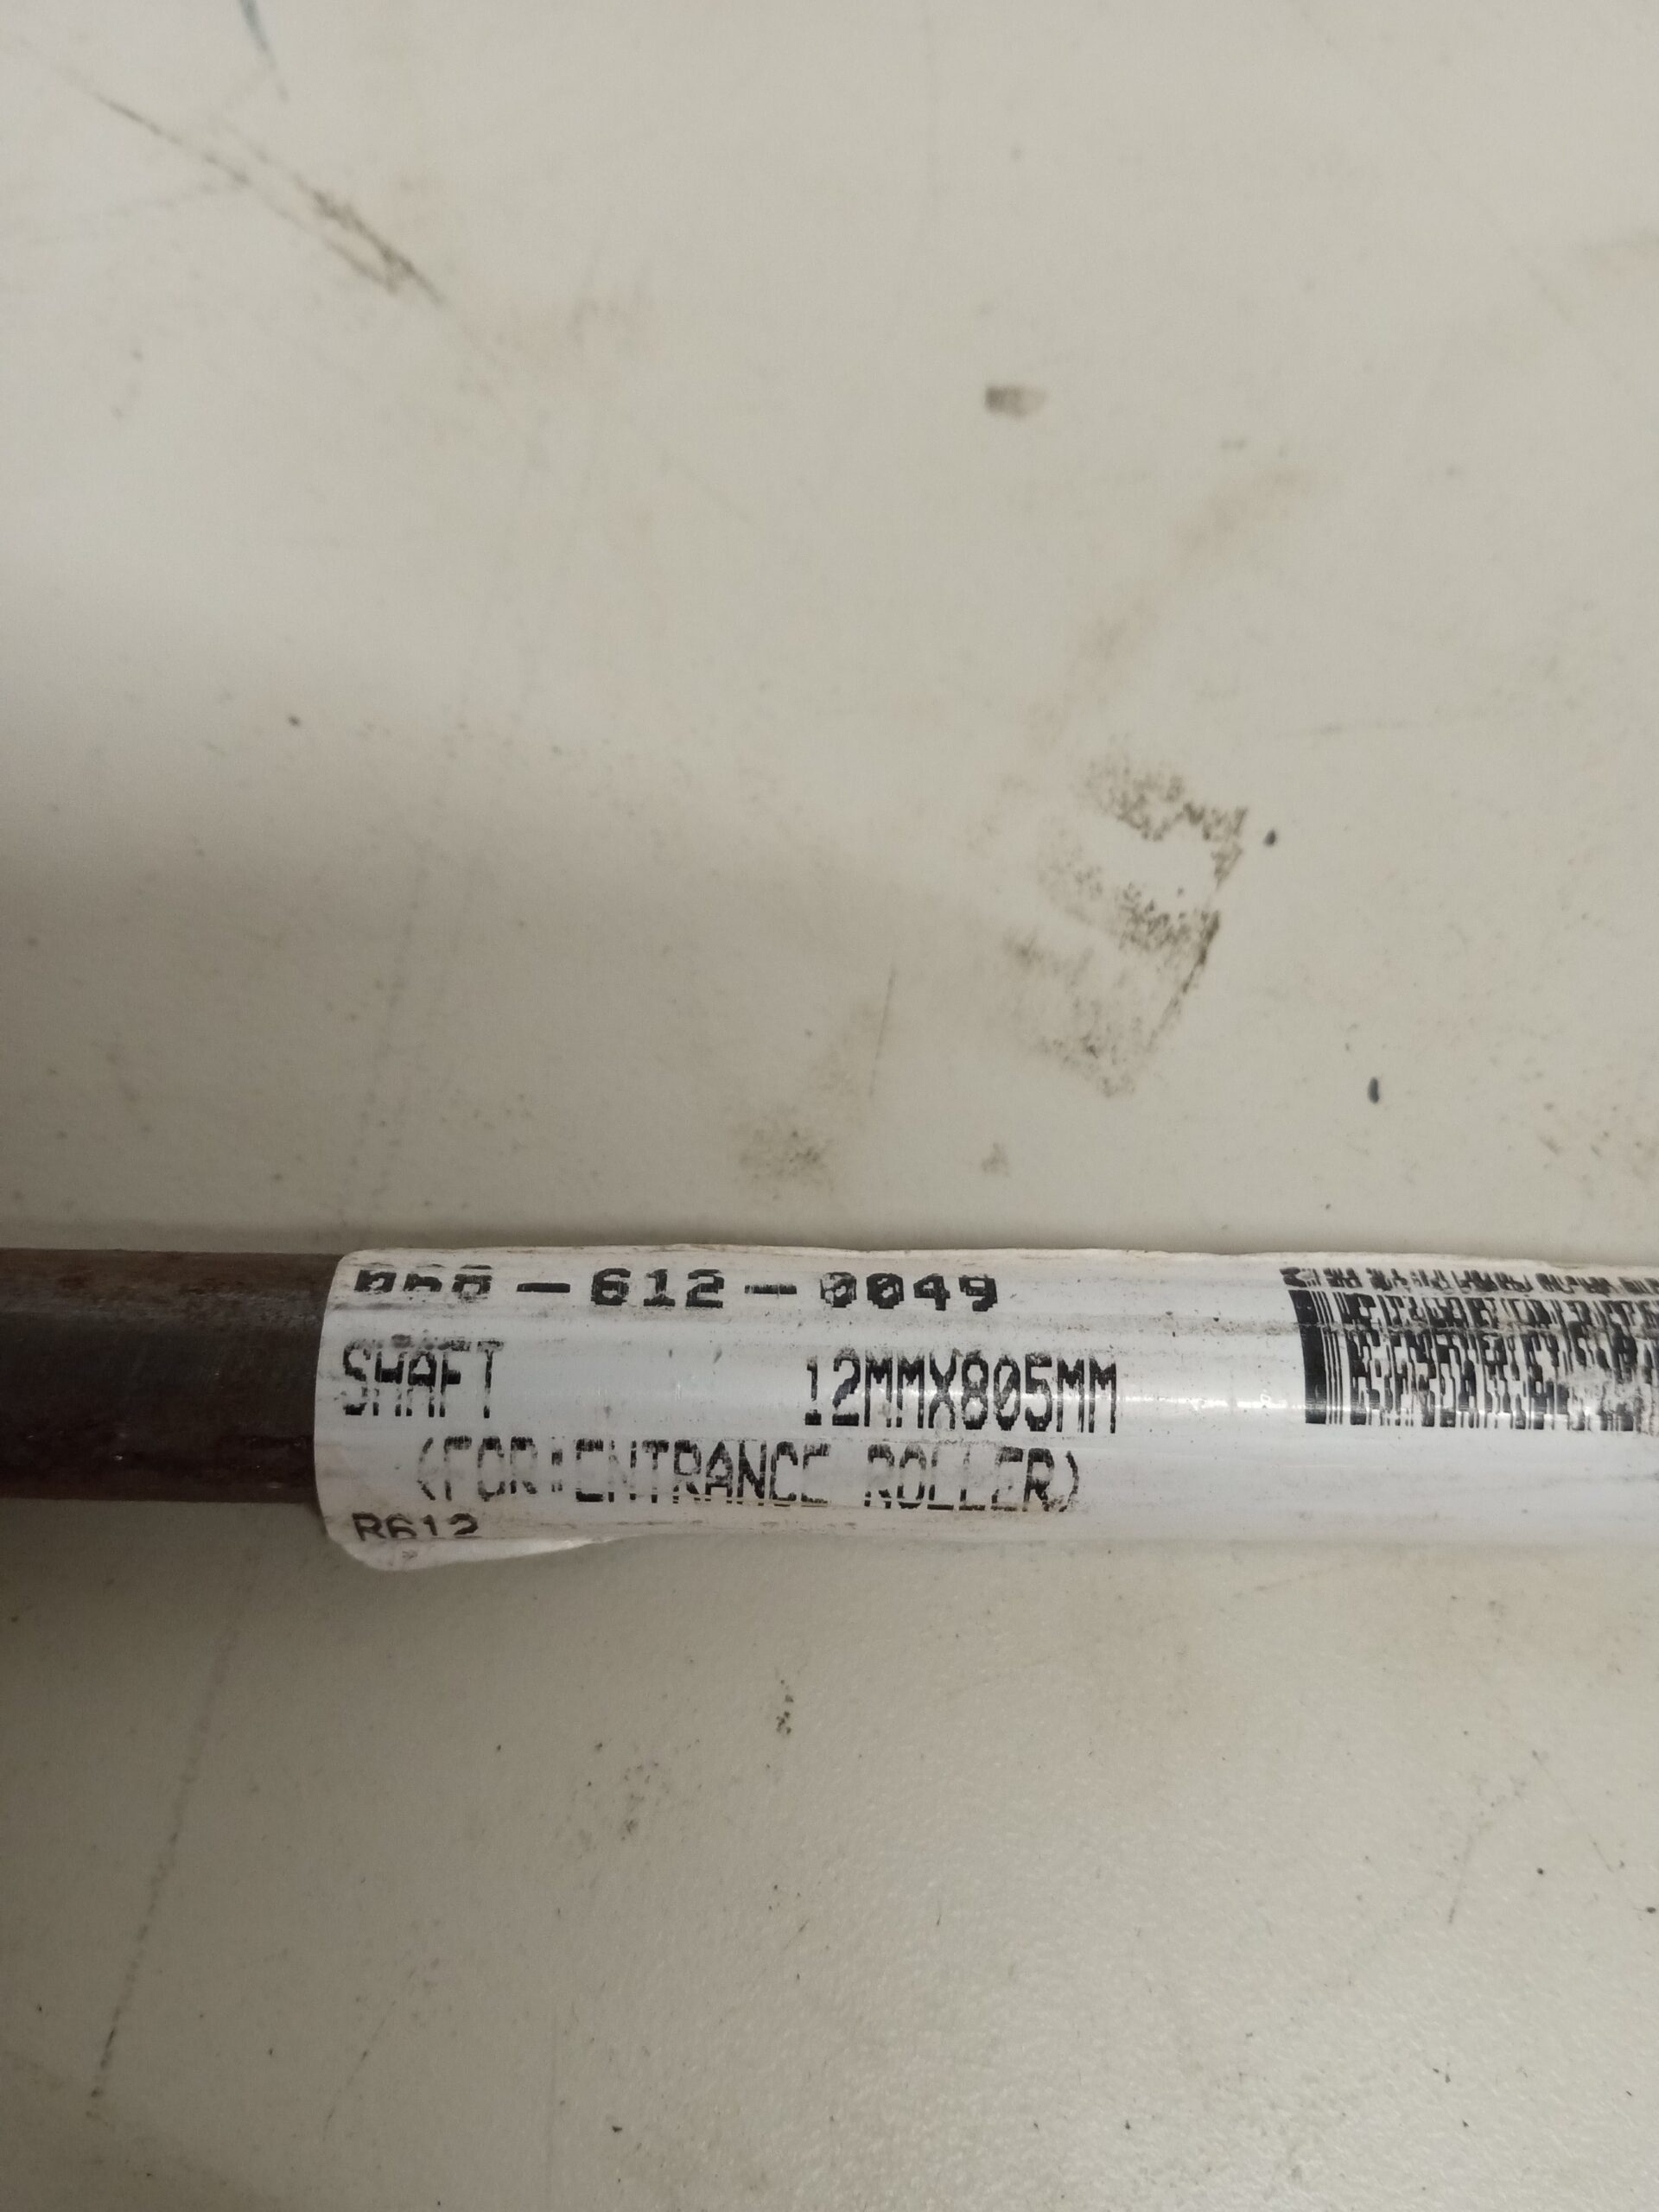 -612-0049
SHAFT 12MMX805MM
(FOR ENTRANCE ROLLER)
R612